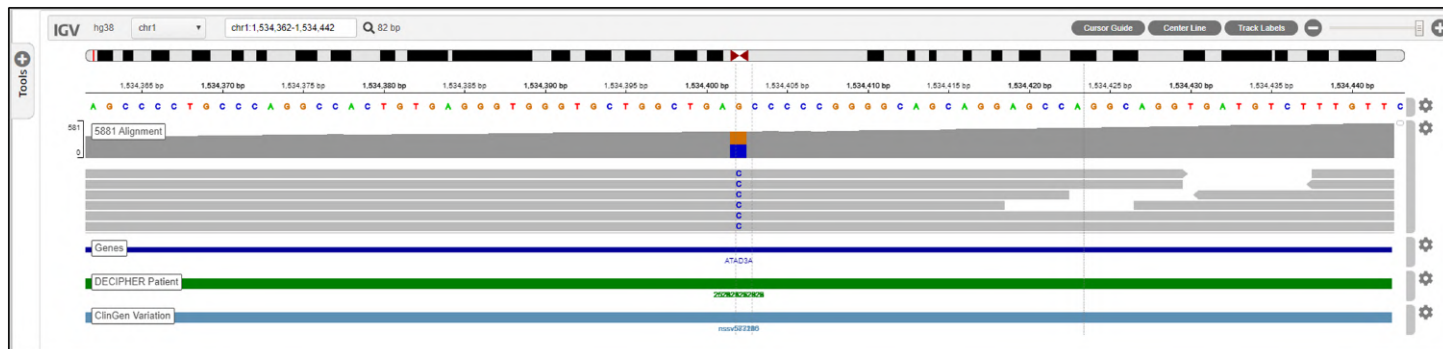 IGV hg38 chr1 chr1:1,534,362-1,534,442 82 bp Cursor Guide Center Line Track Labels
Tools
1,534,365 bp 1,534,370 bp 1,534,375 bp 1,534,380 bp 1,534,385 bp 1,534,390 bp 1,534,395 bp 1,534,400 bp 1,534,405 bp 1,534,410 bp 1,534,415 bp 1,534,420 bp 1,534,425 bp 1,534,430 bp 1,534,435 bp 1,534,440 bp
A G C C C C T G C C C A G G C C A C T G T G A G G G T G G G T G C T G G C T G A G C C C C C G G G G C A G C A G G A G C C A G G C A G G T G A T G T C T T T G T T C
581 5881 Alignment
0
C
C
C
C
C
C
Genes
ATAD3A
DECIPHER Patient
ClinGen Variation